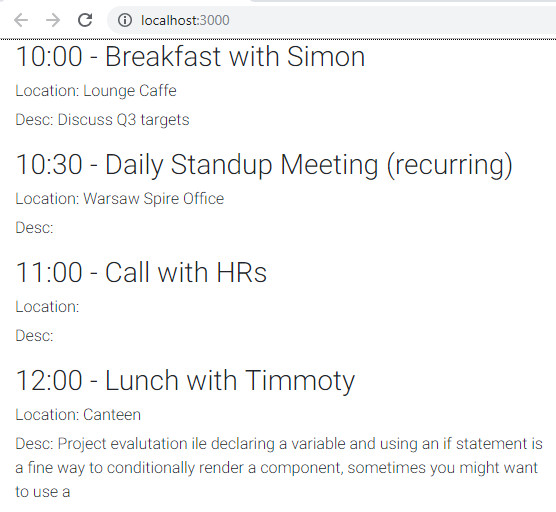 localhost:3000
10:00 - Breakfast with Simon
Location: Lounge Caffe
Desc: Discuss Q3 targets
10:30 - Daily Standup Meeting (recurring)
Location: Warsaw Spire Office
Desc:
11:00 - Call with HRs
Location:
Desc:
12:00 - Lunch with Timmoty
Location: Canteen
Desc: Project evalutation ile declaring a variable and using an if statement is
a fine way to conditionally render a component, sometimes you might want
to use a